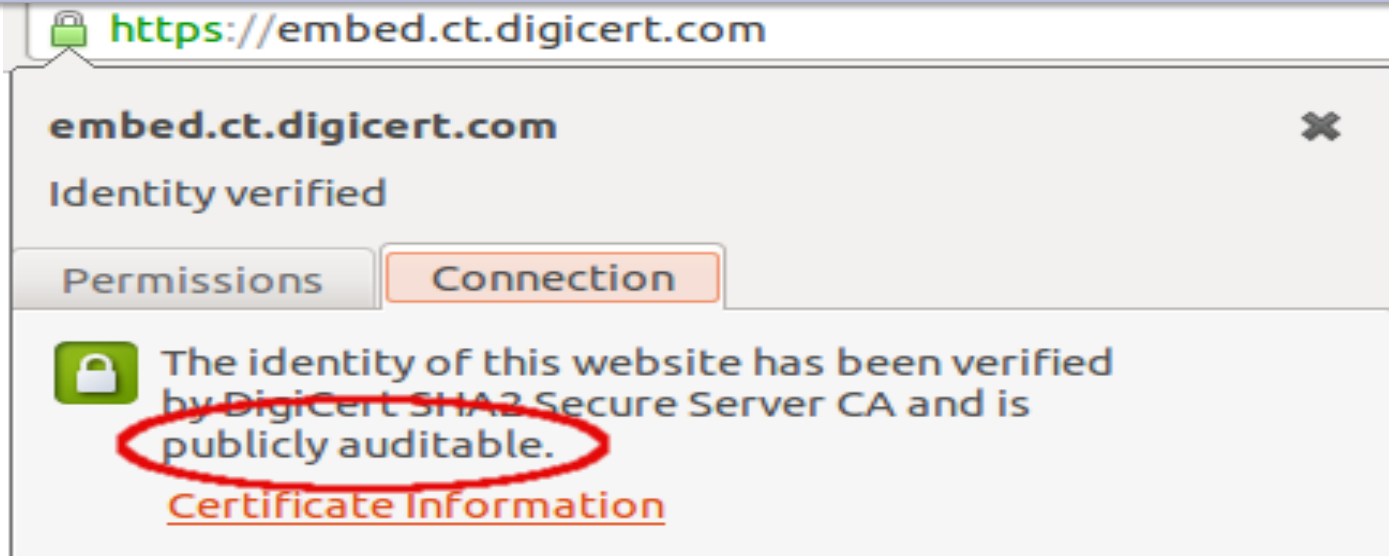 https://embed.ct.digicert.com
embed.ct.digicert.com
Identity verified
Permissions Connection
The identity of this website has been verified
by DigiCert SHA2 Secure Server CA and is
publicly auditable.
Certificate Information